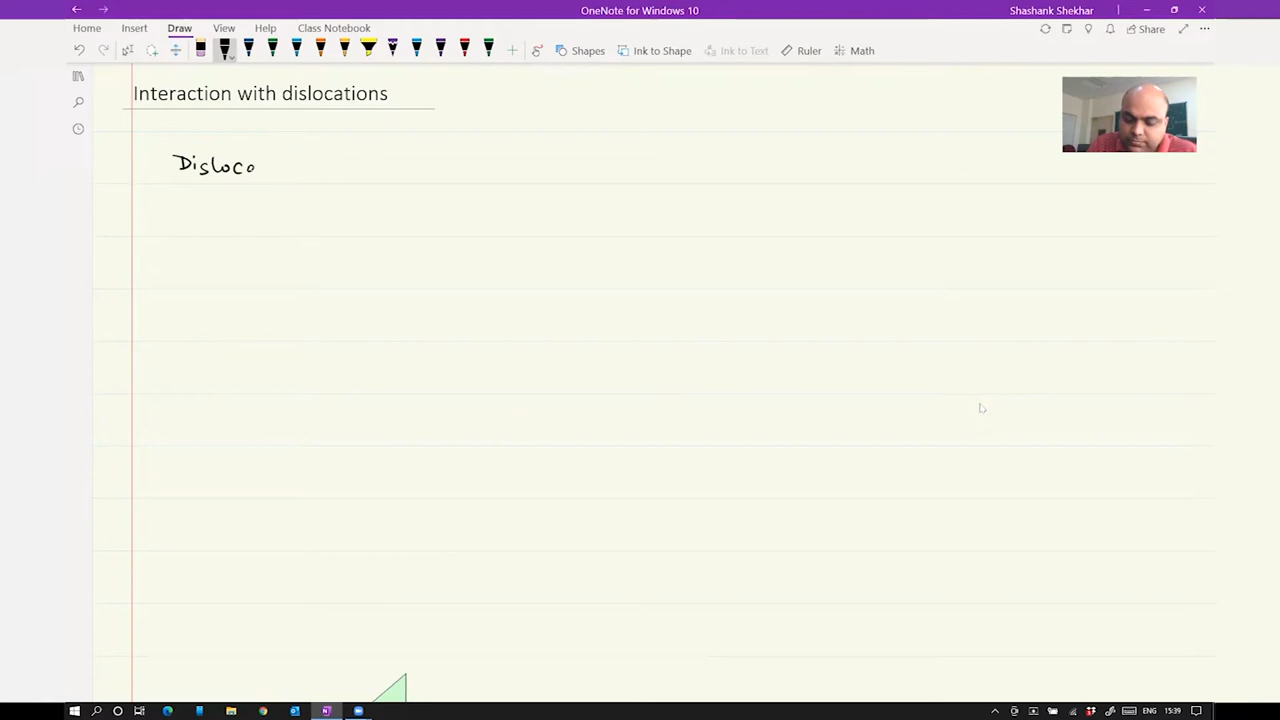 OneNote for Windows 10
Shashank Shekhar
Home Insert Draw View Help Class Notebook
Share
Shapes Ink to Shape Ink to Text Ruler Math
Interaction with dislocations
Disloco
ENG 15:39